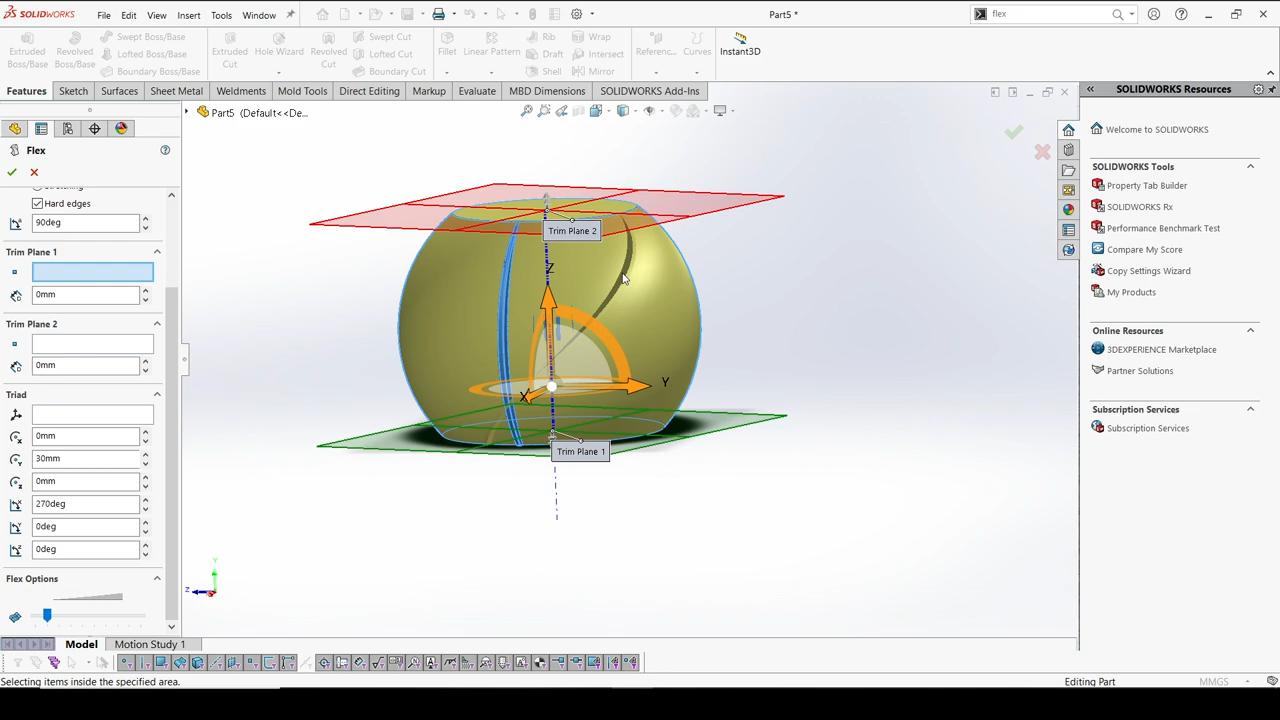 SOLIDWORKS File Edit View Insert Tools Window Part5 * flex
Extruded Boss/Base
Revolved Boss/Base
Swept Boss/Base
Lofted Boss/Base
Boundary Boss/Base
Extruded Cut
Hole Wizard
Revolved Cut
Swept Cut
Lofted Cut
Boundary Cut
Fillet
Linear Pattern
Rib
Draft
Shell
Wrap
Intersect
Mirror
Referenc...
Curves
Instant3D
Features Sketch Surfaces Sheet Metal Weldments Mold Tools Direct Editing Markup Evaluate MBD Dimensions SOLIDWORKS Add-Ins
Part5 (Default<<De...
Flex
Hard edges
90deg
Trim Plane 1
0mm
Trim Plane 2
0mm
Triad
0mm
30mm
0mm
270deg
0deg
0deg
Flex Options
Trim Plane 2
Z
Y
X
Trim Plane 1
Y
Z
SOLIDWORKS Resources
Welcome to SOLIDWORKS
SOLIDWORKS Tools
Property Tab Builder
SOLIDWORKS Rx
Performance Benchmark Test
Compare My Score
Copy Settings Wizard
My Products
Online Resources
3DEXPERIENCE Marketplace
Partner Solutions
Subscription Services
Subscription Services
Model Motion Study 1
Selecting items inside the specified area. Editing Part MMGS